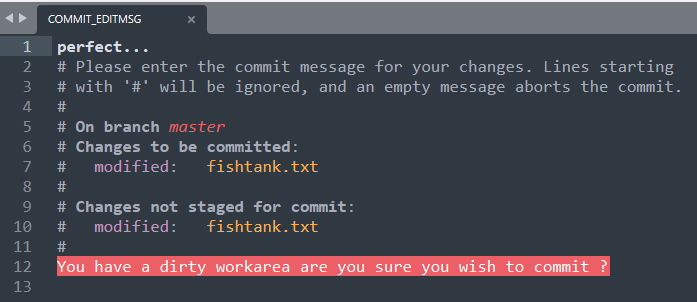 COMMIT_EDITMSG ×
1 perfect...
2 # Please enter the commit message for your changes. Lines starting
3 # with '#' will be ignored, and an empty message aborts the commit.
4 #
5 # On branch master
6 # Changes to be committed:
7 #   modified:   fishtank.txt
8 #
9 # Changes not staged for commit:
10 #   modified:   fishtank.txt
11 #
12 You have a dirty workarea are you sure you wish to commit ?
13